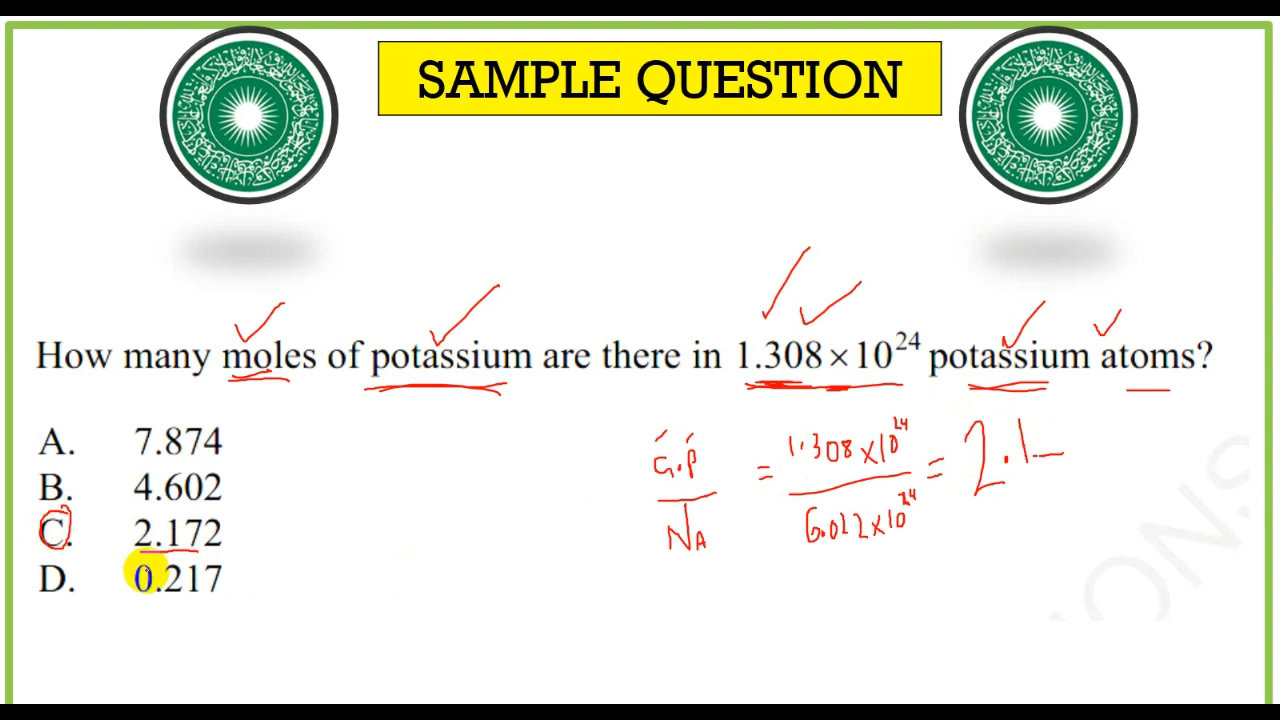 SAMPLE QUESTION
How many moles of potassium are there in 1.308×10²⁴ potassium atoms?
A. 7.874
B. 4.602
C. 2.172
D. 0.217
G.P / NA = 1.308×10²⁴ / 6.022×10²⁴ = 2.1